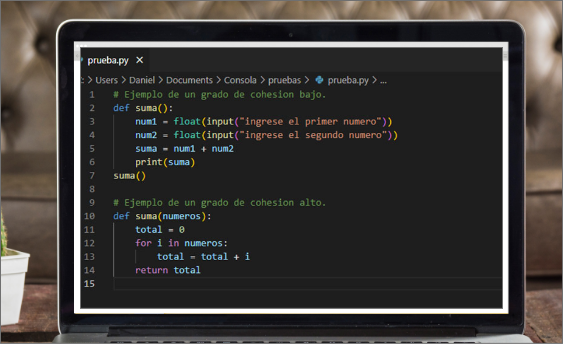 prueba.py ×
> Users > Daniel > Documents > Consola > pruebas > prueba.py > ...
1 # Ejemplo de un grado de cohesion bajo.
2 def suma():
3     num1 = float(input("ingrese el primer numero"))
4     num2 = float(input("ingrese el segundo numero"))
5     suma = num1 + num2
6     print(suma)
7 suma()
8
9 # Ejemplo de un grado de cohesion alto.
10 def suma(numeros):
11     total = 0
12     for i in numeros:
13         total = total + i
14     return total
15